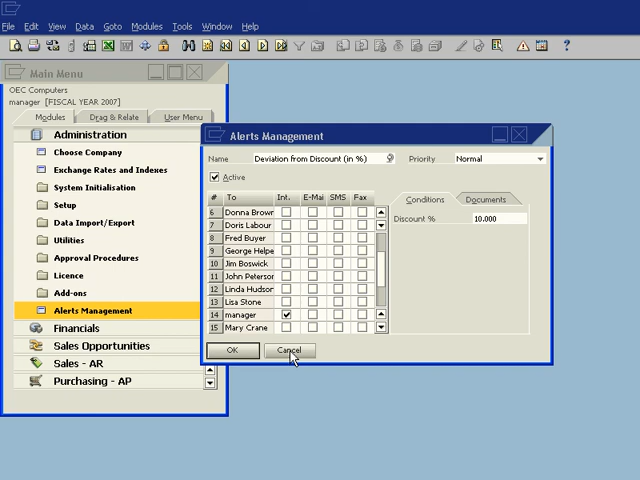 File Edit View Data Goto Modules Tools Window Help
Main Menu
OEC Computers
manager [FISCAL YEAR 2007]
Modules Drag & Relate User Menu
Administration
Choose Company
Exchange Rates and Indexes
System Initialisation
Setup
Data Import/Export
Utilities
Approval Procedures
Licence
Add-ons
Alerts Management
Financials
Sales Opportunities
Sales - AR
Purchasing - AP
Alerts Management
Name Deviation from Discount (in %) Priority Normal
Active
# To Int. E-Mai SMS Fax
6 Donna Brown
7 Doris Labour
8 Fred Buyer
9 George Helpe
10 Jim Boswick
11 John Peterson
12 Linda Hudson
13 Lisa Stone
14 manager
15 Mary Crane
Conditions Documents
Discount % 10.000
OK Cancel